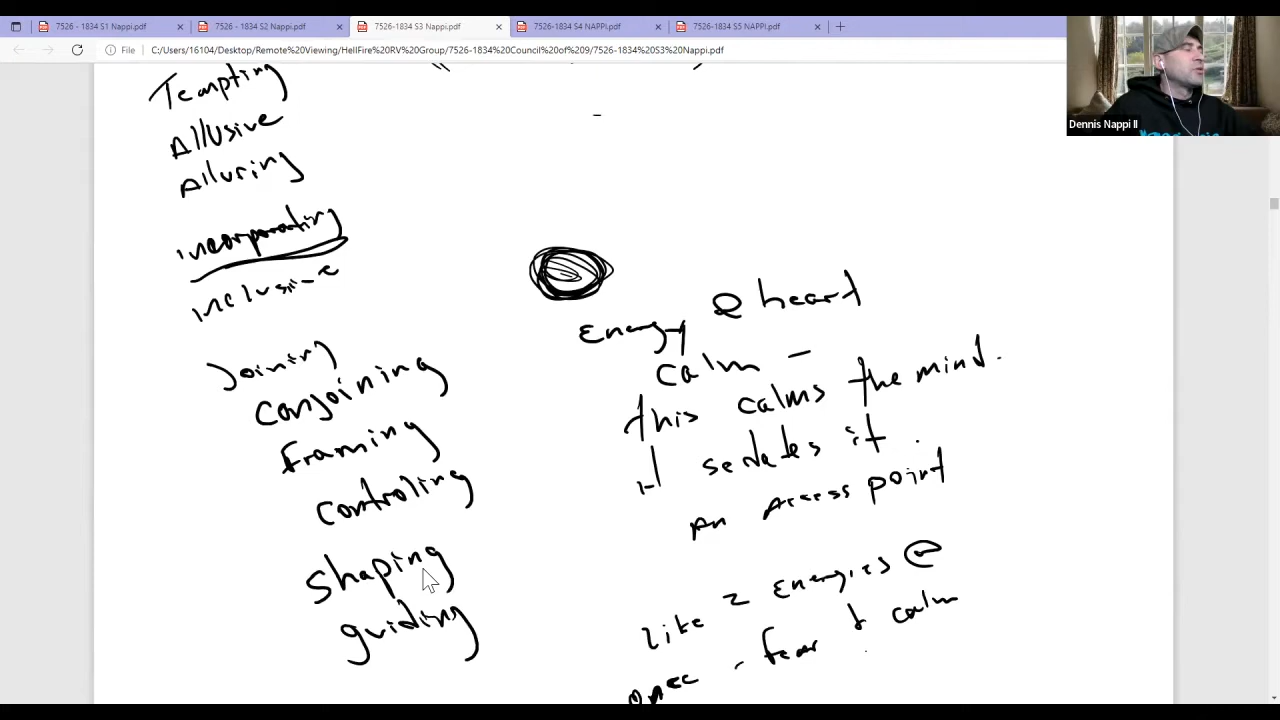 7526 - 1834 S1 Nappi.pdf
7526 - 1834 S2 Nappi.pdf
7526-1834 S3 Nappi.pdf
7526-1834 S4 NAPPI.pdf
7526-1834 S5 NAPPI.pdf
File
C:/Users/16104/Desktop/Remote%20Viewing/HellFire%20RV%20Group/7526-1834%20Council%20of%209/7526-1834%20S3%20Nappi.pdf
Dennis Nappi II
Tempting
Allusive
Alluring
incorporating
inclusive
Joining
conjoining
framing
controling
shaping
guiding
Energy @ heart
calm -
this calms the mind.
it sedates it.
An Access point
like 2 energies @
once - fear & calm